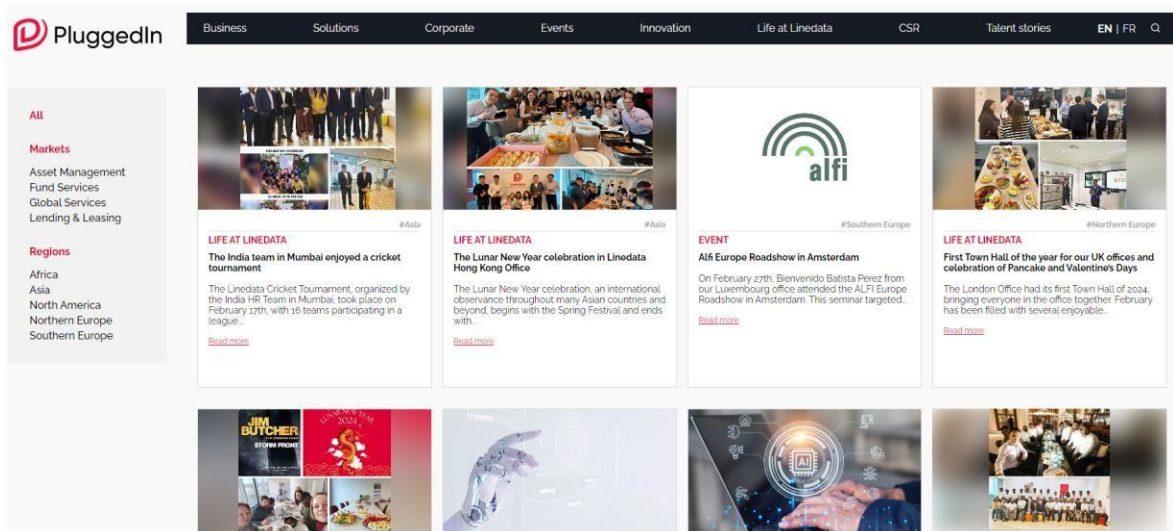 PluggedIn
Business Solutions Corporate Events Innovation Life at Linedata CSR Talent stories EN | FR
All
Markets
Asset Management
Fund Services
Global Services
Lending & Leasing
Regions
Africa
Asia
North America
Northern Europe
Southern Europe
#Asia
LIFE AT LINEDATA
The India team in Mumbai enjoyed a cricket
tournament
The Linedata Cricket Tournament, organized by
the India HR Team in Mumbai, took place on
February 17th, with 16 teams participating in a
league...
Read more
#Asia
LIFE AT LINEDATA
The Lunar New Year celebration in Linedata
Hong Kong Office
The Lunar New Year celebration, an international
observance throughout many Asian countries and
beyond, begins with the Spring Festival and ends
with...
Read more
alfi
#Southern Europe
EVENT
Alfi Europe Roadshow in Amsterdam
On February 27th, Bienvenido Batista Perez from
our Luxembourg office attended the ALFI Europe
Roadshow in Amsterdam. This seminar targeted...
Read more
#Northern Europe
LIFE AT LINEDATA
First Town Hall of the year for our UK offices and
celebration of Pancake and Valentine's Days
The London Office had its first Town Hall of 2024,
bringing everyone in the office together. February
has been filled with several enjoyable...
Read more
JIM
BUTCHER
STORM FRONT
LUNAR NEW YEAR
2024
AI